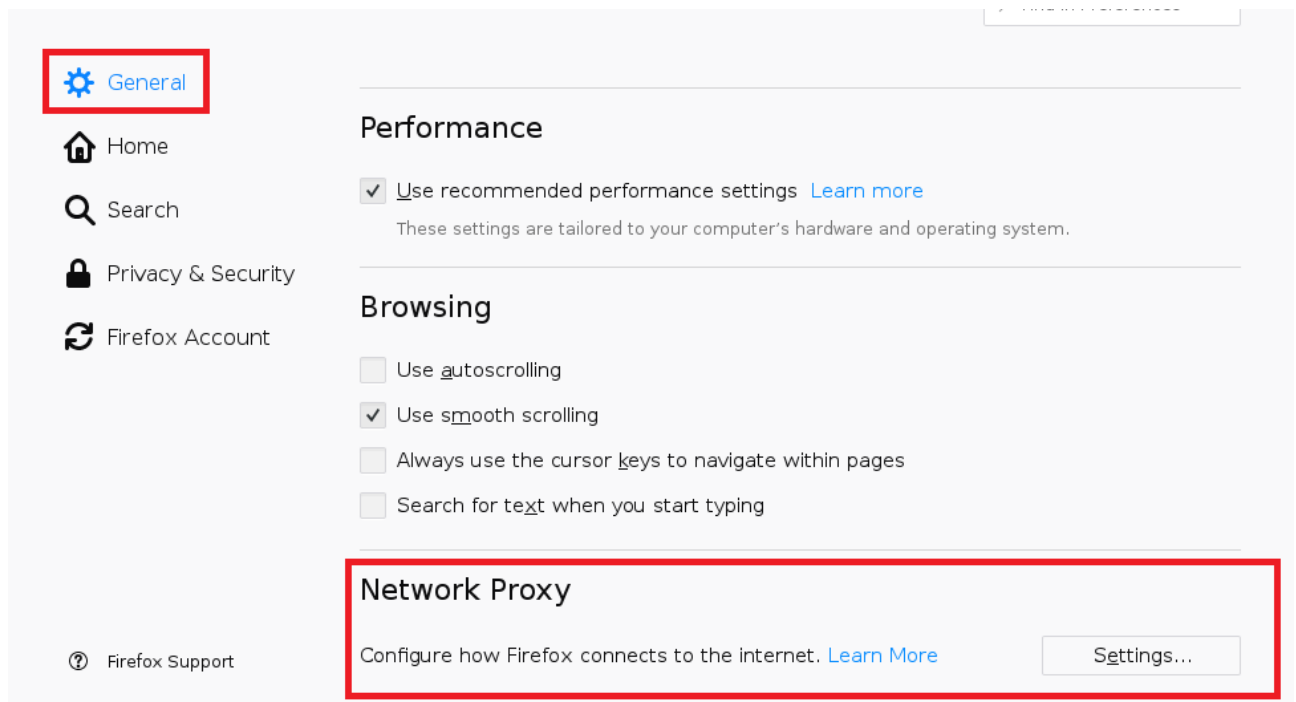 General
Home
Search
Privacy & Security
Firefox Account
Firefox Support
Performance
Use recommended performance settings Learn more
These settings are tailored to your computer's hardware and operating system.
Browsing
Use autoscrolling
Use smooth scrolling
Always use the cursor keys to navigate within pages
Search for text when you start typing
Network Proxy
Configure how Firefox connects to the internet. Learn More
Settings...